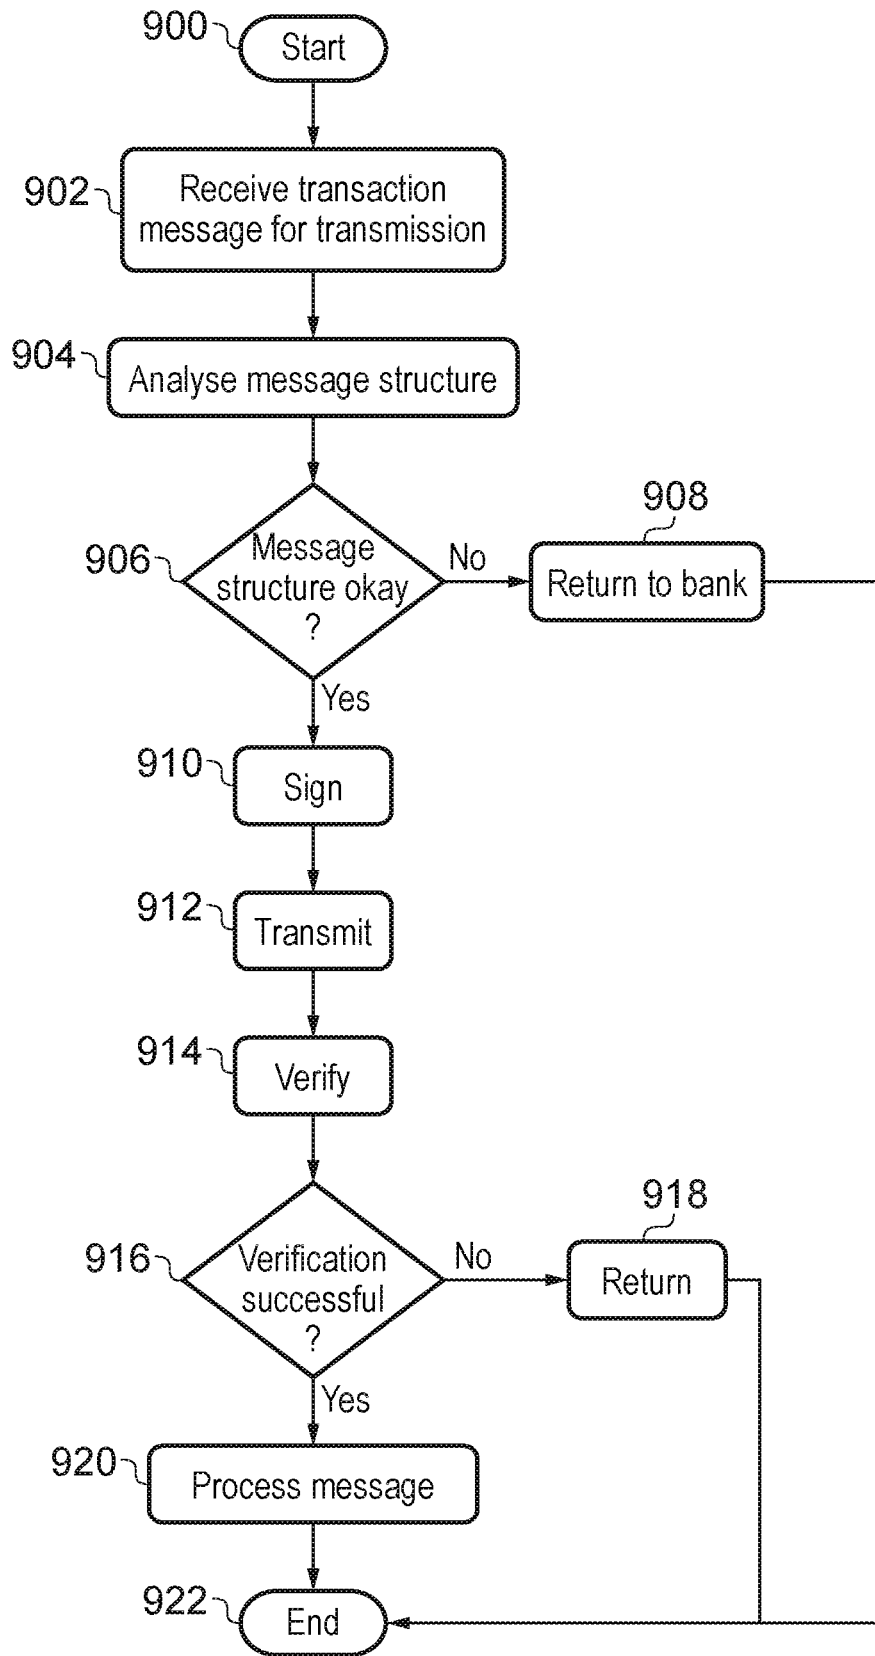 900
Start
902
Receive transaction
message for transmission
904
Analyse message structure
906
Message
structure okay
?
No
908
Return to bank
Yes
910
Sign
912
Transmit
914
Verify
916
Verification
successful
?
No
918
Return
Yes
920
Process message
922
End